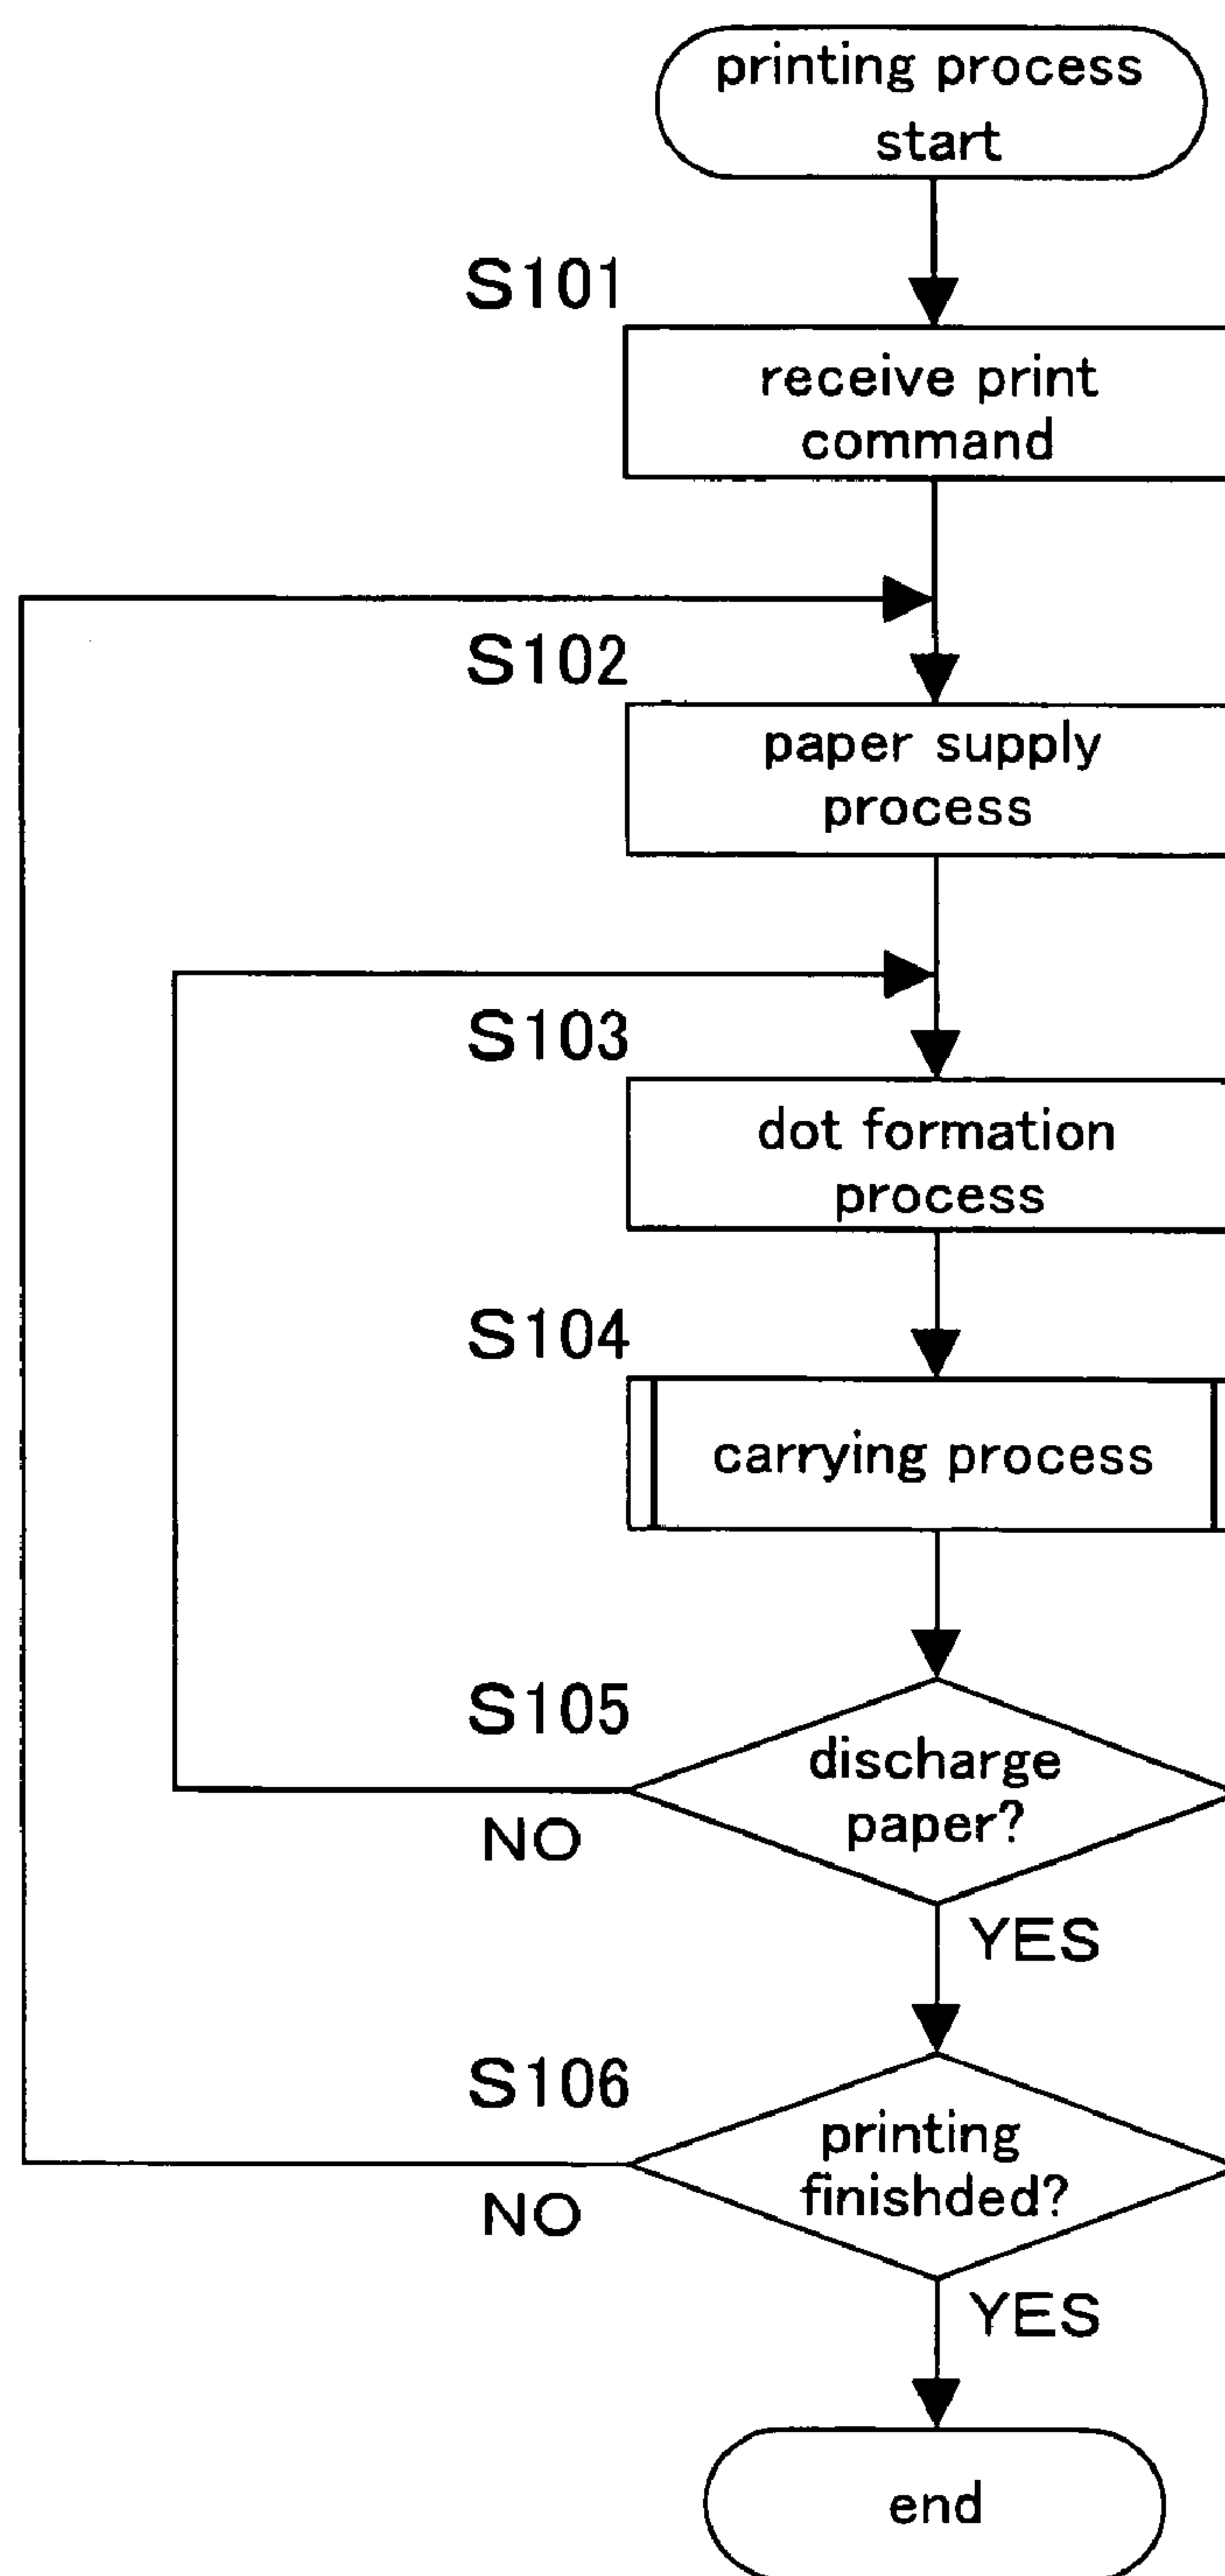 printing process
start
S101
receive print
command
S102
paper supply
process
S103
dot formation
process
S104
carrying process
S105
discharge
paper?
NO
YES
S106
printing
finishded?
NO
YES
end